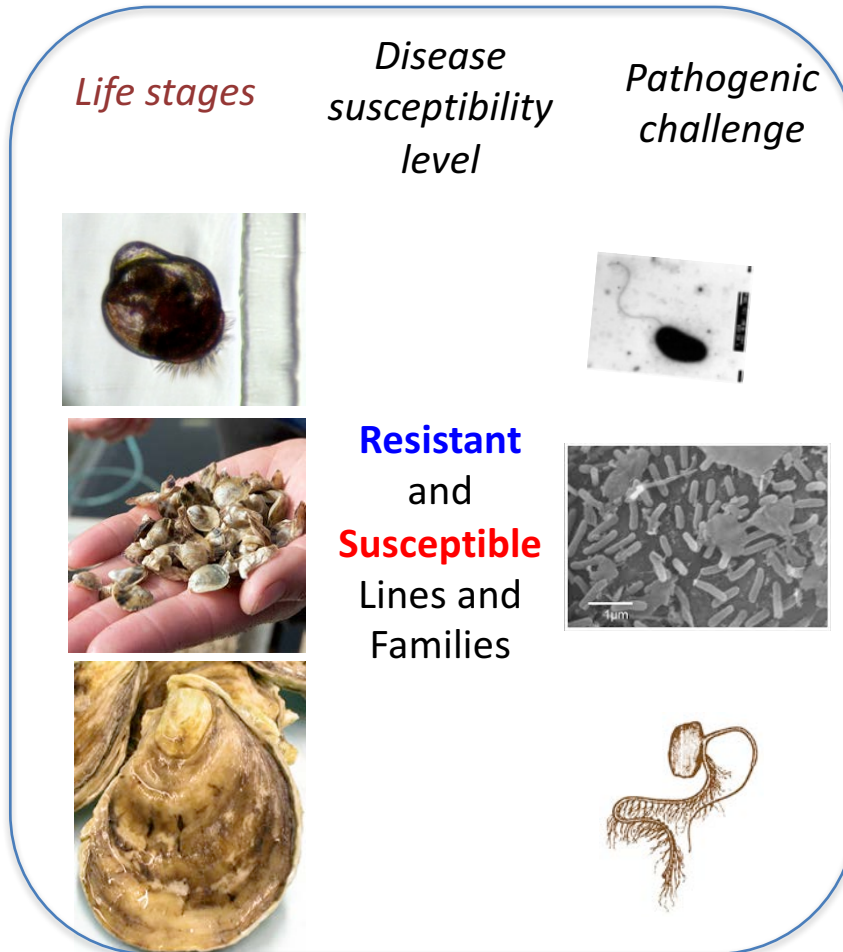 Life stages
Disease
susceptibility
level
Pathogenic
challenge
Resistant
and
Susceptible
Lines and
Families
1µm